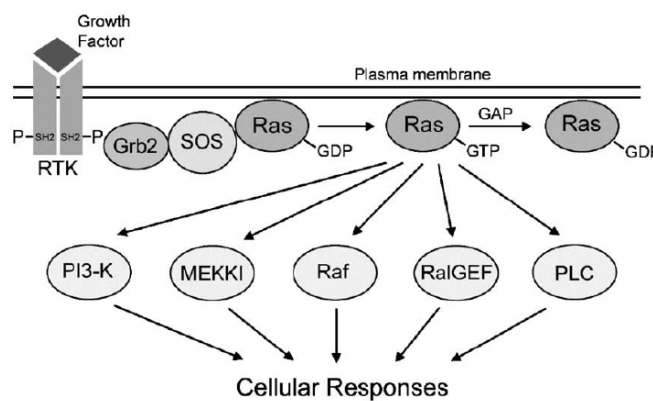 Growth
Factor
Plasma membrane
P-SH2 SH2-P
RTK
Grb2
SOS
Ras
GDP
Ras
GTP
GAP
Ras
GDP
PI3-K
MEKKI
Raf
RalGEF
PLC
Cellular Responses